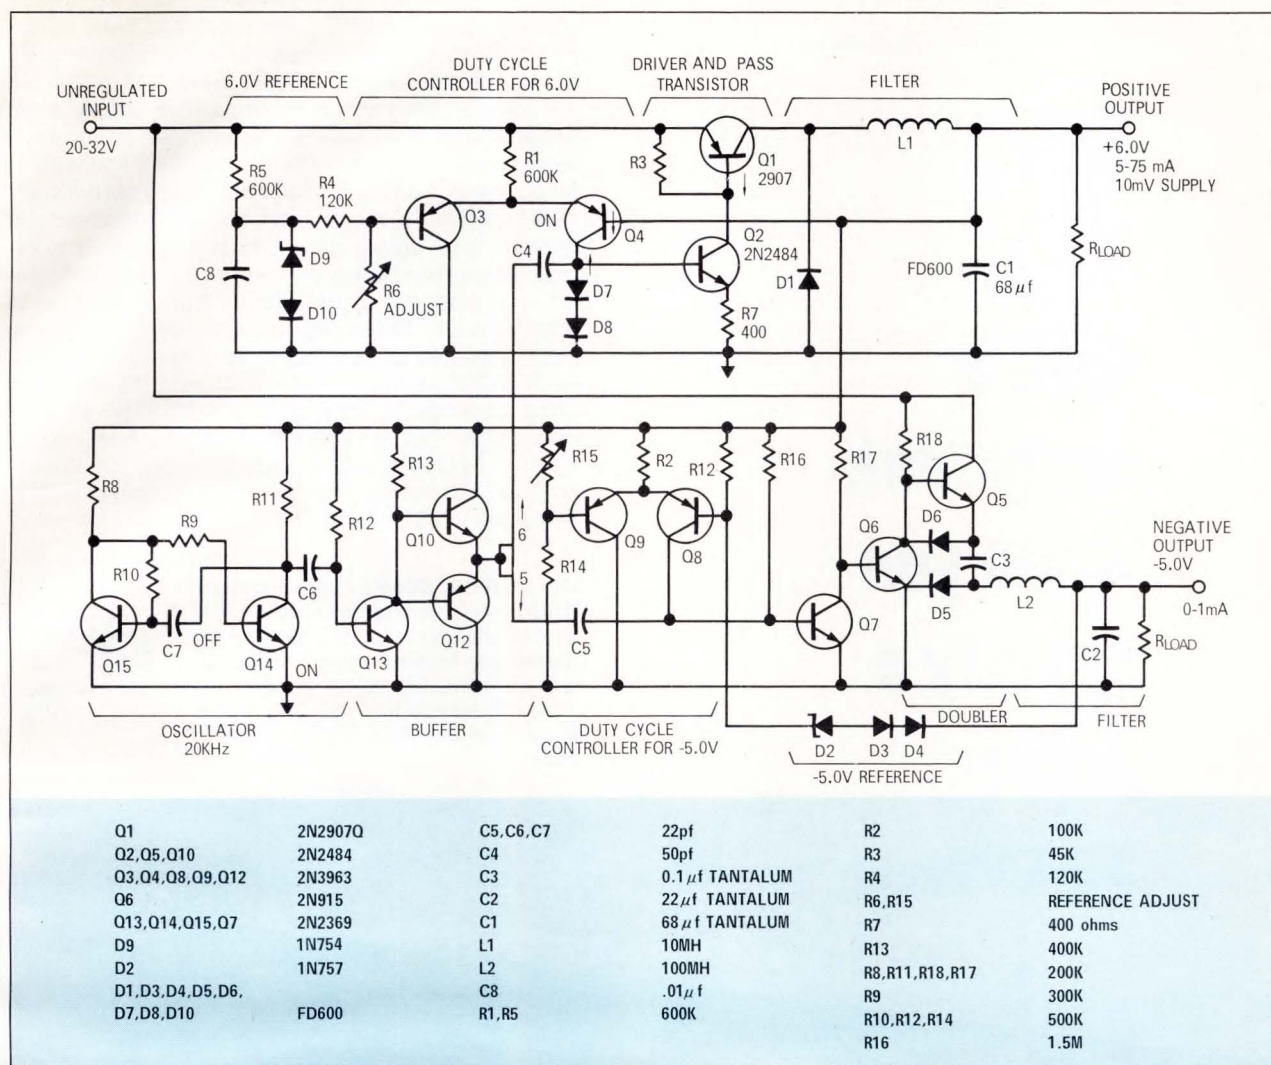 6.0V REFERENCE
DUTY CYCLE
CONTROLLER FOR 6.0V
DRIVER AND PASS
TRANSISTOR
FILTER
UNREGULATED
INPUT
20-32V
POSITIVE
OUTPUT
+6.0V
5-75 mA
10mV SUPPLY
R5
600K
R4
120K
R1
600K
R3
Q1
2907
L1
Q3
ON
Q4
C8
D9
D10
R6
ADJUST
C4
D7
D8
Q2
2N2484
R7
400
D1
FD600
C1
68μf
RLOAD
R8
R9
R10
R11
R12
R13
Q10
6
5
R15
R14
R2
R12
R16
R17
R18
Q5
Q9
Q8
Q6
D6
D5
C3
L2
NEGATIVE
OUTPUT
-5.0V
0-1mA
Q15
C7
OFF
Q14
ON
C6
Q13
Q12
C5
Q7
C2
RLOAD
OSCILLATOR
20KHz
BUFFER
DUTY CYCLE
CONTROLLER FOR -5.0V
D2
D3
D4
-5.0V REFERENCE
DOUBLER
FILTER
Q1 2N2907Q C5,C6,C7 22pf R2 100K
Q2,Q5,Q10 2N2484 C4 50pf R3 45K
Q3,Q4,Q8,Q9,Q12 2N3963 C3 0.1μf TANTALUM R4 120K
Q6 2N915 C2 22μf TANTALUM R6,R15 REFERENCE ADJUST
Q13,Q14,Q15,Q7 2N2369 C1 68μf TANTALUM R7 400 ohms
D9 1N754 L1 10MH R13 400K
D2 1N757 L2 100MH R8,R11,R18,R17 200K
D1,D3,D4,D5,D6, C8 .01μf R9 300K
D7,D8,D10 FD600 R1,R5 600K R10,R12,R14 500K
R16 1.5M